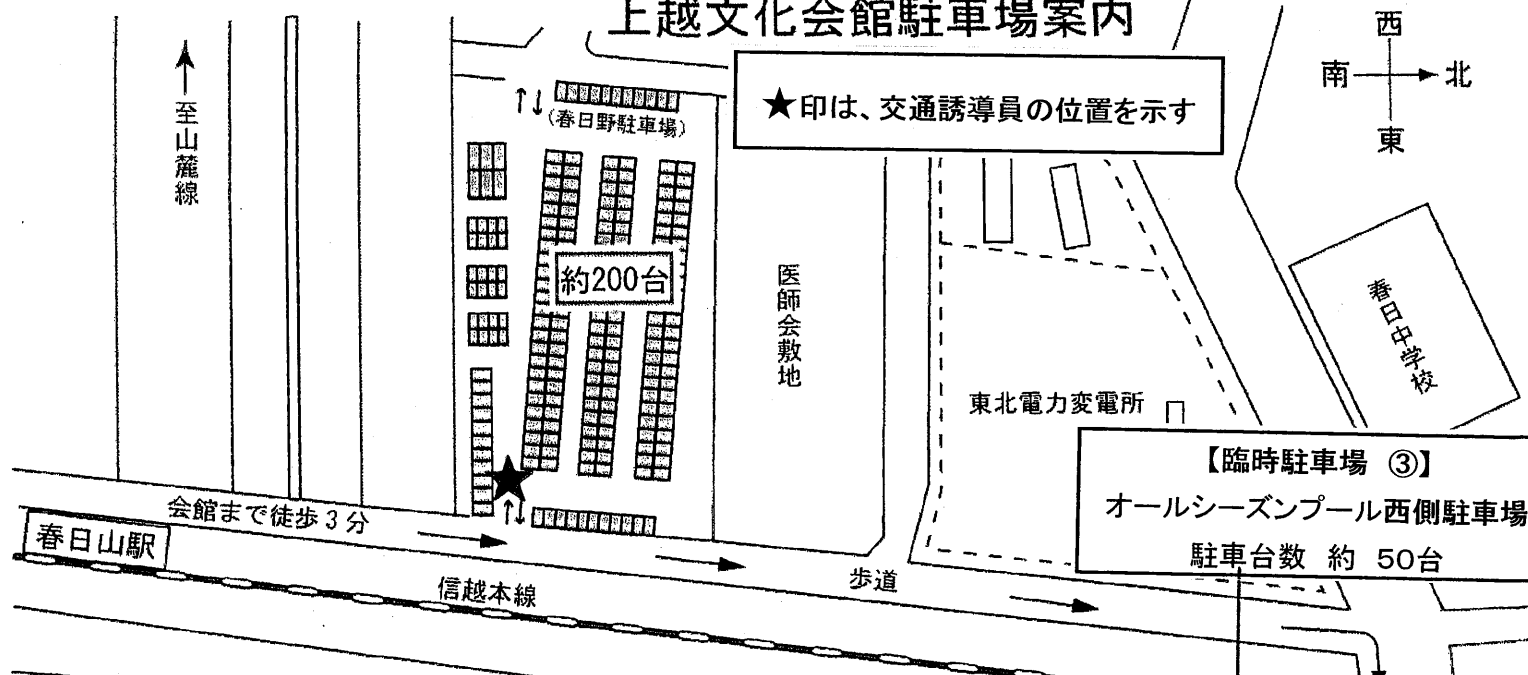 上越文化会館駐車場案内
★印は、交通誘導員の位置を示す
西
南
北
東
至山麓線
↑↓
(春日野駐車場)
約200台
医師会敷地
春日中学校
東北電力変電所
【臨時駐車場 ③】
オールシーズンプール西側駐車場
駐車台数 約 50台
会館まで徒歩3分
↑↓
春日山駅
信越本線
歩道